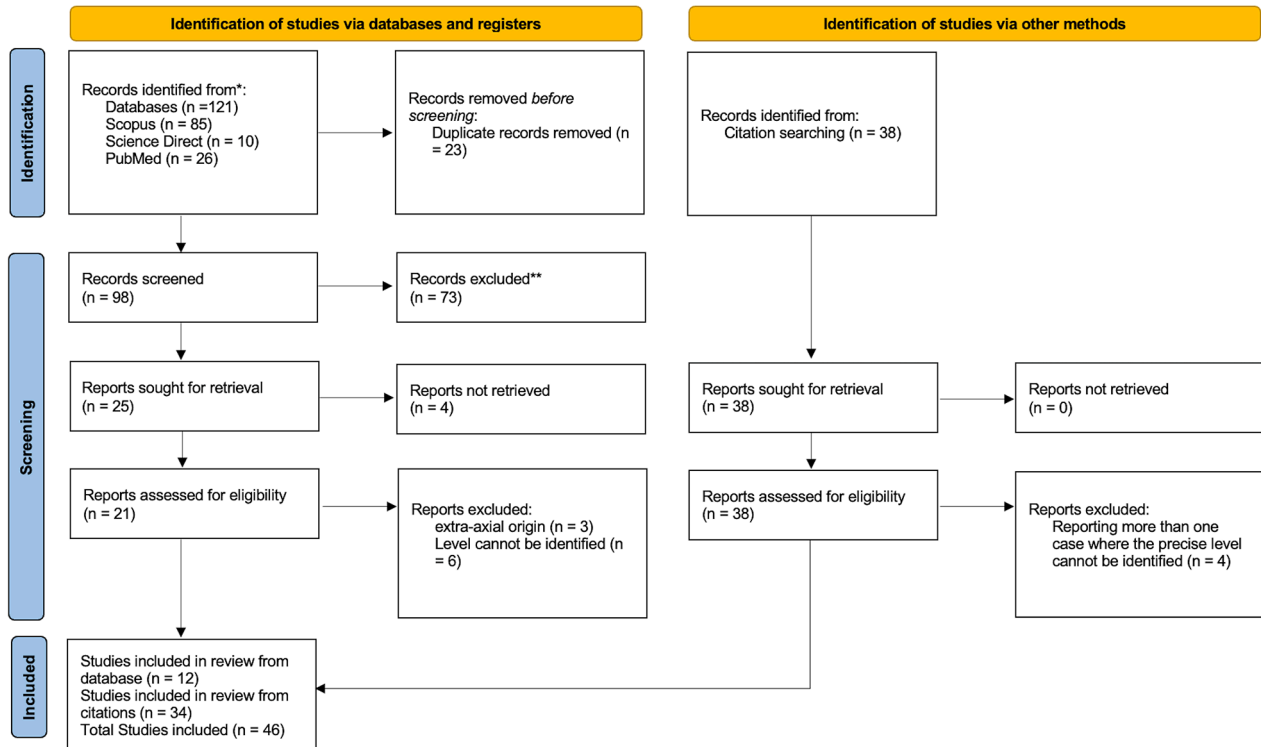 Identification of studies via databases and registers
Identification of studies via other methods
Identification
Records identified from*:
Databases (n =121)
Scopus = 85)
Science Direct (n = 10)
PubMed (n = 26)
Records removed before
screening:
Duplicate records removed (n
= 23)
Records identified from:
Citation searching (n = 38)
Screening
Records screened
(n = 98)
Records excluded**
(n = 73)
Reports sought for retrieval
(n = 25)
Reports not retrieved
(n = 4)
Reports sought for retrieval
(n = 38)
Reports not retrieved
(n = 0)
Reports assessed for eligibility
(n = 21)
Reports excluded:
extra-axial origin (n = 3)
Level cannot be identified (n
= 6)
Reports assessed for eligibility
(n = 38)
Reports excluded:
Reporting more than one
case where the precise level
cannot be identified (n = 4)
Included
Studies included in review from
database (n = 12)
Studies included in review from
citations (n = 34)
Total Studies included (n = 46)